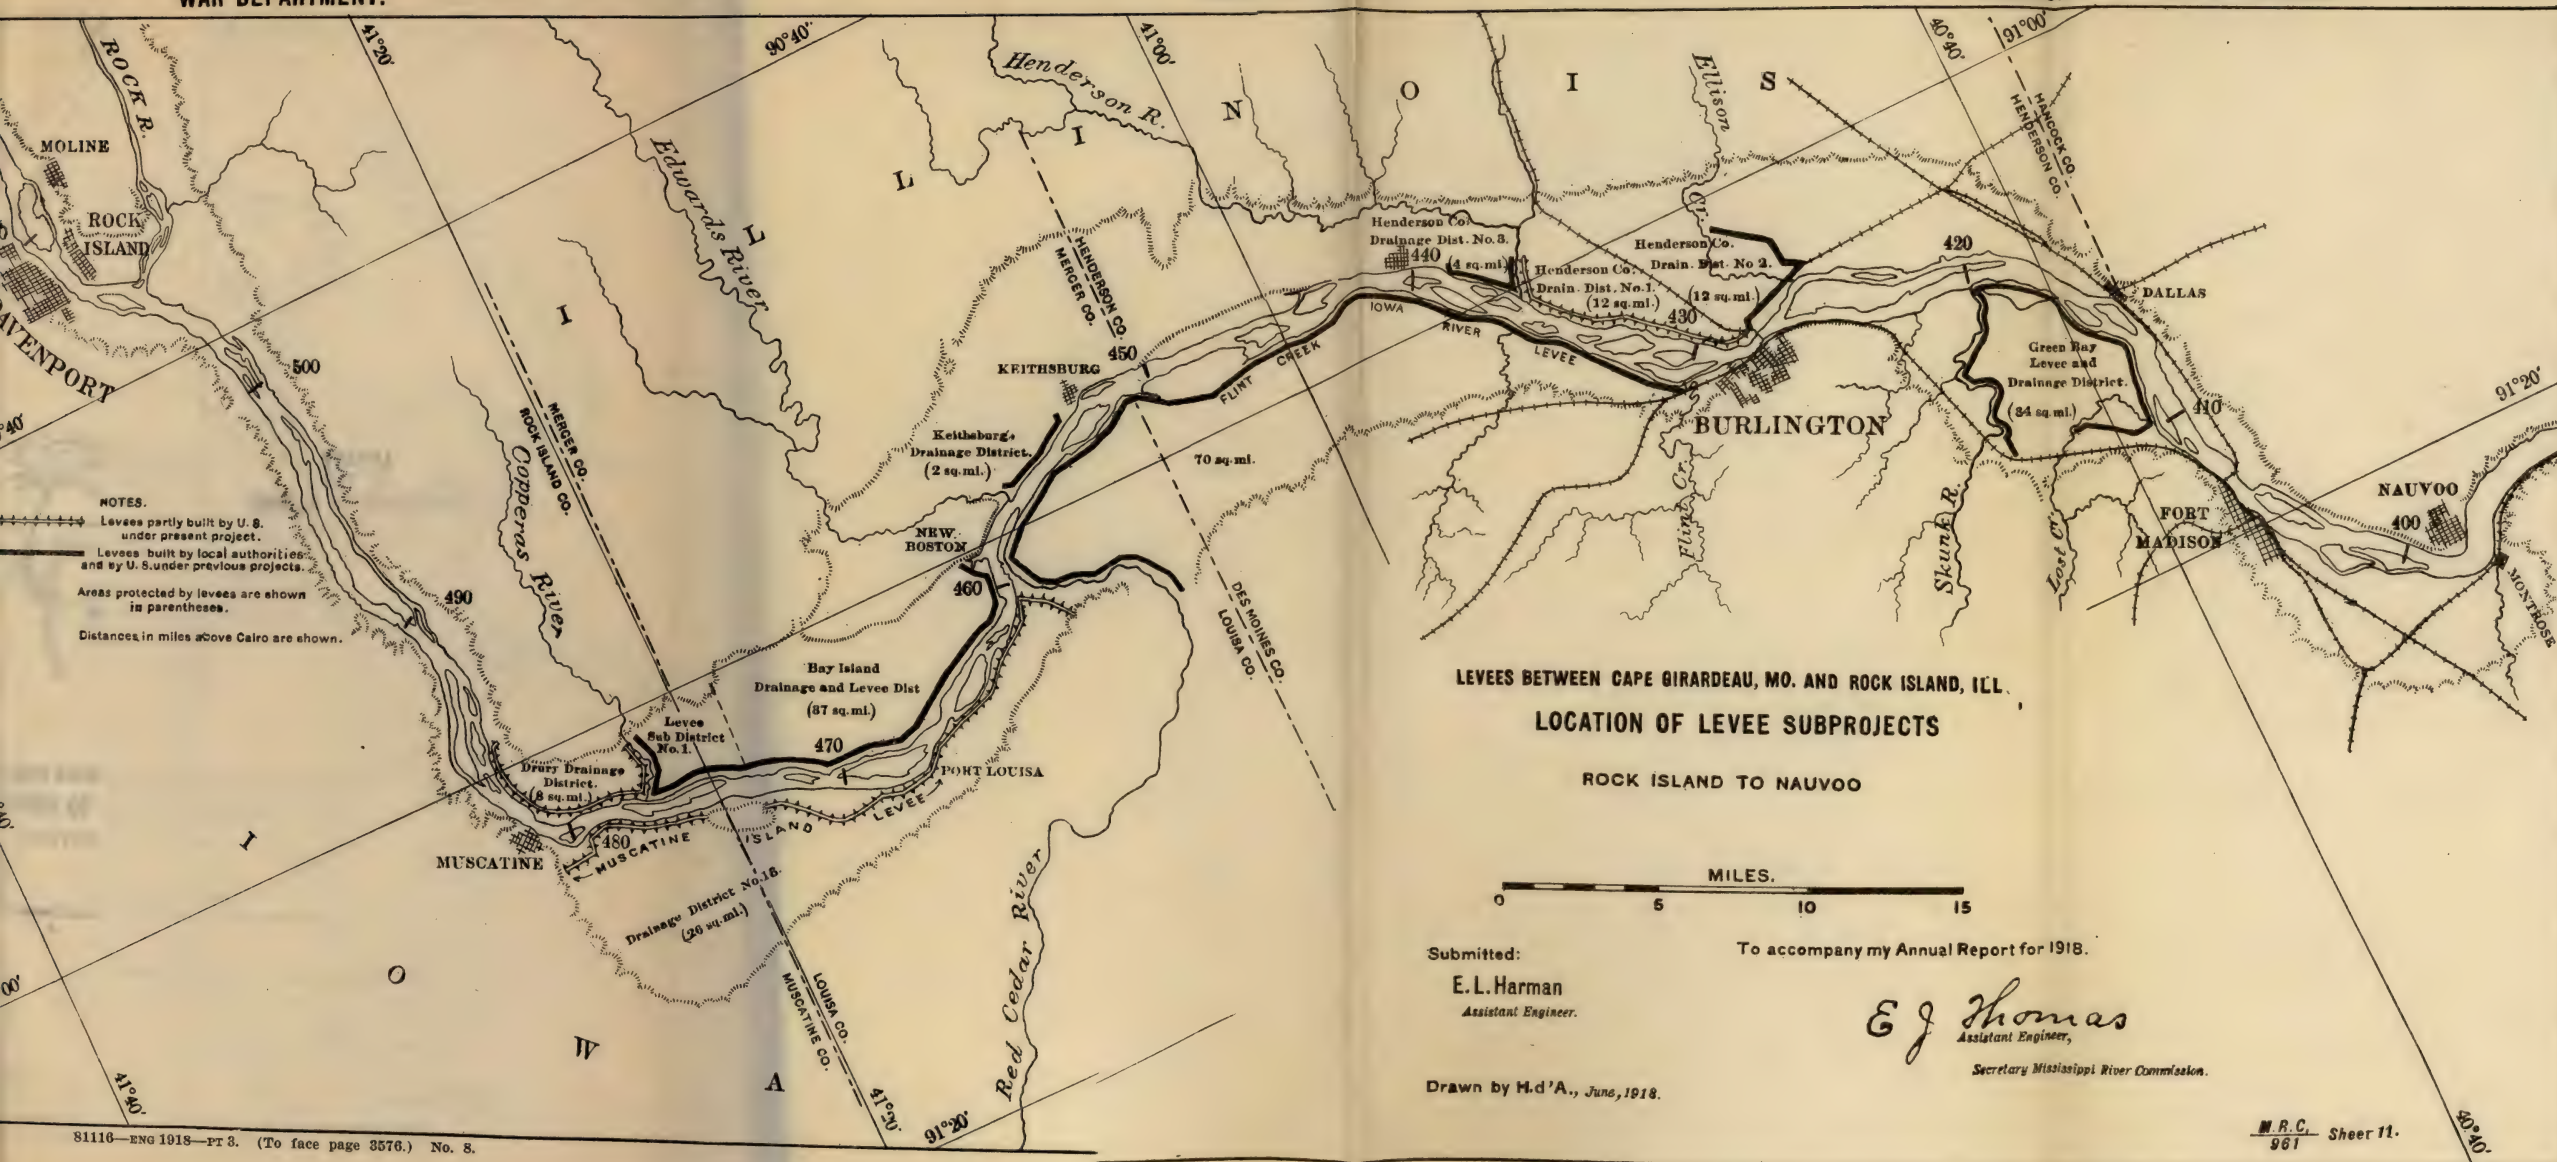 WAR DEPARTMENT.
ROCK R.
MOLINE
ROCK
ISLAND
DAVENPORT
41°20'
90°40'
41°00'
40°40'
91°00'
91°20'
Henderson R.
Edwards River
Ellison
Cr.
I
L
L
I
N
O
I
S
HANCOCK CO.
HENDERSON CO.
HENDERSON CO.
MERCER CO.
MERCER CO.
ROCK ISLAND CO.
Copperas River
500
490
480
470
460
450
440
430
420
410
400
KEITHSBURG
Keithsburg
Drainage District.
(2 sq.mi.)
NEW
BOSTON
Henderson Co.
Drainage Dist. No. 3.
(4 sq.mi.)
Henderson Co.
Drain. Dist. No. 1.
(12 sq.mi.)
Henderson Co.
Drain. Dist. No 2.
(12 sq.mi.)
IOWA RIVER LEVEE
FLINT CREEK
70 sq.mi.
BURLINGTON
Flint Cr.
Skunk R.
Lost Cr.
Green Bay
Levee and
Drainage District.
(34 sq.mi.)
DALLAS
FORT
MADISON
NAUVOO
MONTROSE
DES MOINES CO.
LOUISA CO.
Bay Island
Drainage and Levee Dist
(37 sq.mi.)
Levee
Sub District
No. 1.
Drury Drainage
District.
(8 sq.mi.)
PORT LOUISA
MUSCATINE
MUSCATINE ISLAND LEVEE
(26 sq.mi.)
LOUISA CO.
MUSCATINE CO.
Red Cedar River
I
O
W
A
41°40'
41°20'
91°20'
40°40'
NOTES.
Levees partly built by U. S.
under present project.
Levees built by local authorities
and by U. S. under previous projects.
Areas protected by levees are shown
in parentheses.
Distances in miles above Cairo are shown.
LEVEES BETWEEN CAPE GIRARDEAU, MO. AND ROCK ISLAND, ILL.
LOCATION OF LEVEE SUBPROJECTS
ROCK ISLAND TO NAUVOO
MILES.
0 5 10 15
Submitted:
E. L. Harman
Assistant Engineer.
To accompany my Annual Report for 1918.
E J Thomas
Assistant Engineer,
Secretary Mississippi River Commission.
Drawn by H. d'A., June, 1918.
M. R. C.
961
Sheet 11.
81116—ENG 1918—PT 3. (To face page 3576.) No. 8.